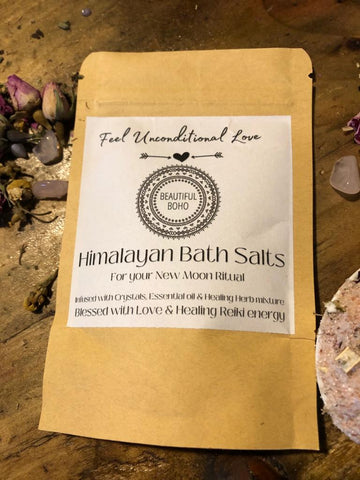 Feel Unconditional Love
BEAUTIFUL
BOHO
Himalayan Bath Salts
For your New Moon Ritual
Infused with Crystals, Essential oil & Healing Herb mixture
Blessed with Love & Healing Reiki energy